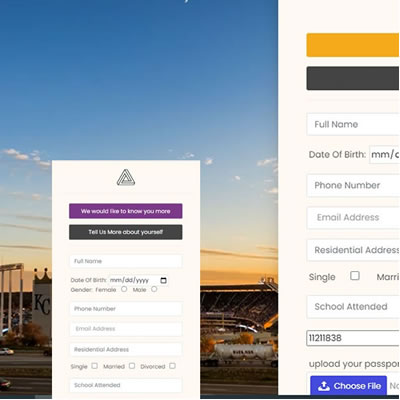 We would like to know you more
Tell Us More about yourself
Full Name
Date Of Birth: mm/dd/yyyy
Gender: Female Male
Phone Number
Email Address
Residential Address
Single Married Divorced
School Attended
KC
Full Name
Date Of Birth: mm/d
Phone Number
Email Address
Residential Address
Single Marri
School Attended
11211838
upload your passpo
Choose File No